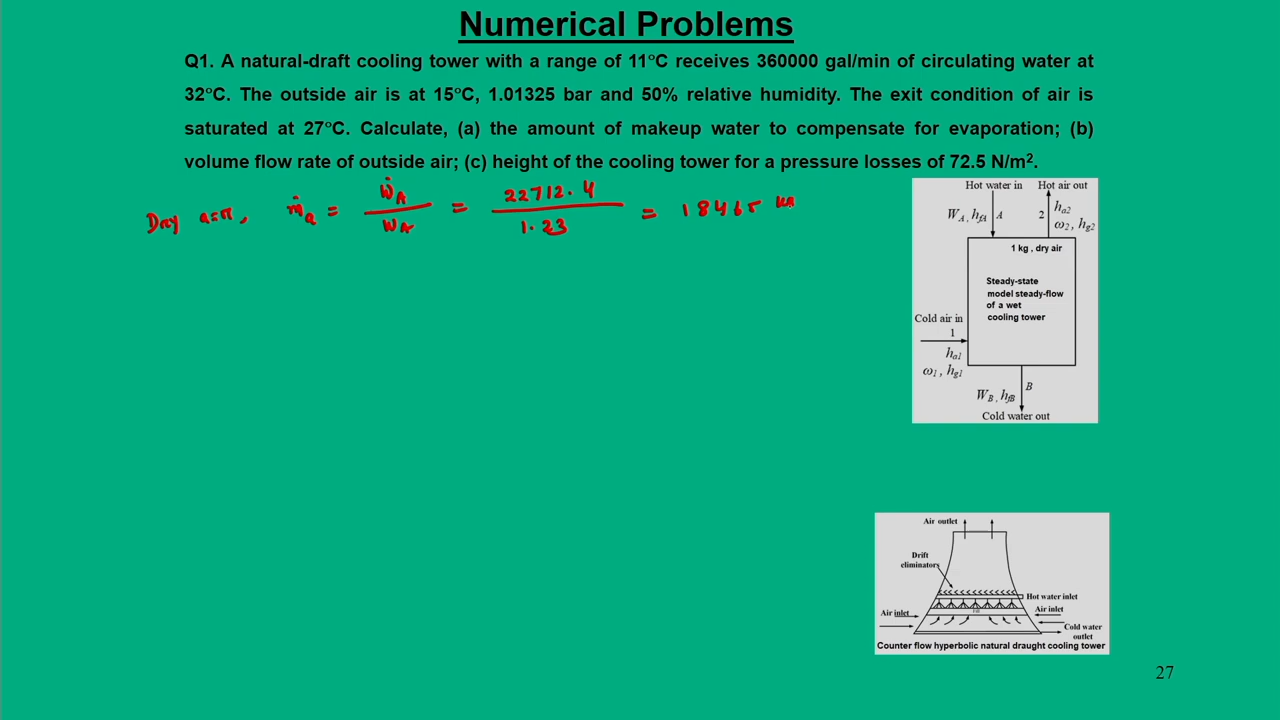 Numerical Problems
Q1. A natural-draft cooling tower with a range of 11°C receives 360000 gal/min of circulating water at
32°C. The outside air is at 15°C, 1.01325 bar and 50% relative humidity. The exit condition of air is
saturated at 27°C. Calculate, (a) the amount of makeup water to compensate for evaporation; (b)
volume flow rate of outside air; (c) height of the cooling tower for a pressure losses of 72.5 N/m².
Dry air, ṁa = ẆA / WA = 22712.4 / 1.23 = 18465 kg
Hot water in Hot air out
WA, hfA A 2 ha2
ω2, hg2
1 kg , dry air
Steady-state
model steady-flow
of a wet
cooling tower
Cold air in
1
ha1
ω1, hg1
WB, hfB B
Cold water out
Air outlet
Drift
eliminators
Hot water inlet
Air inlet Air inlet
Fill
Cold water
outlet
Counter flow hyperbolic natural draught cooling tower
27